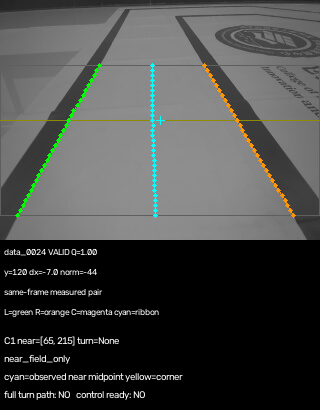 College of
data_0024 VALID Q=1.00
y=120 dx=-7.0 norm=-44
same-frame measured pair
L=green R=orange C=magenta cyan=ribbon
C1 near=[65, 215] turn=None
near_field_only
cyan=observed near midpoint yellow=corner
full turn path: NO control ready: NO